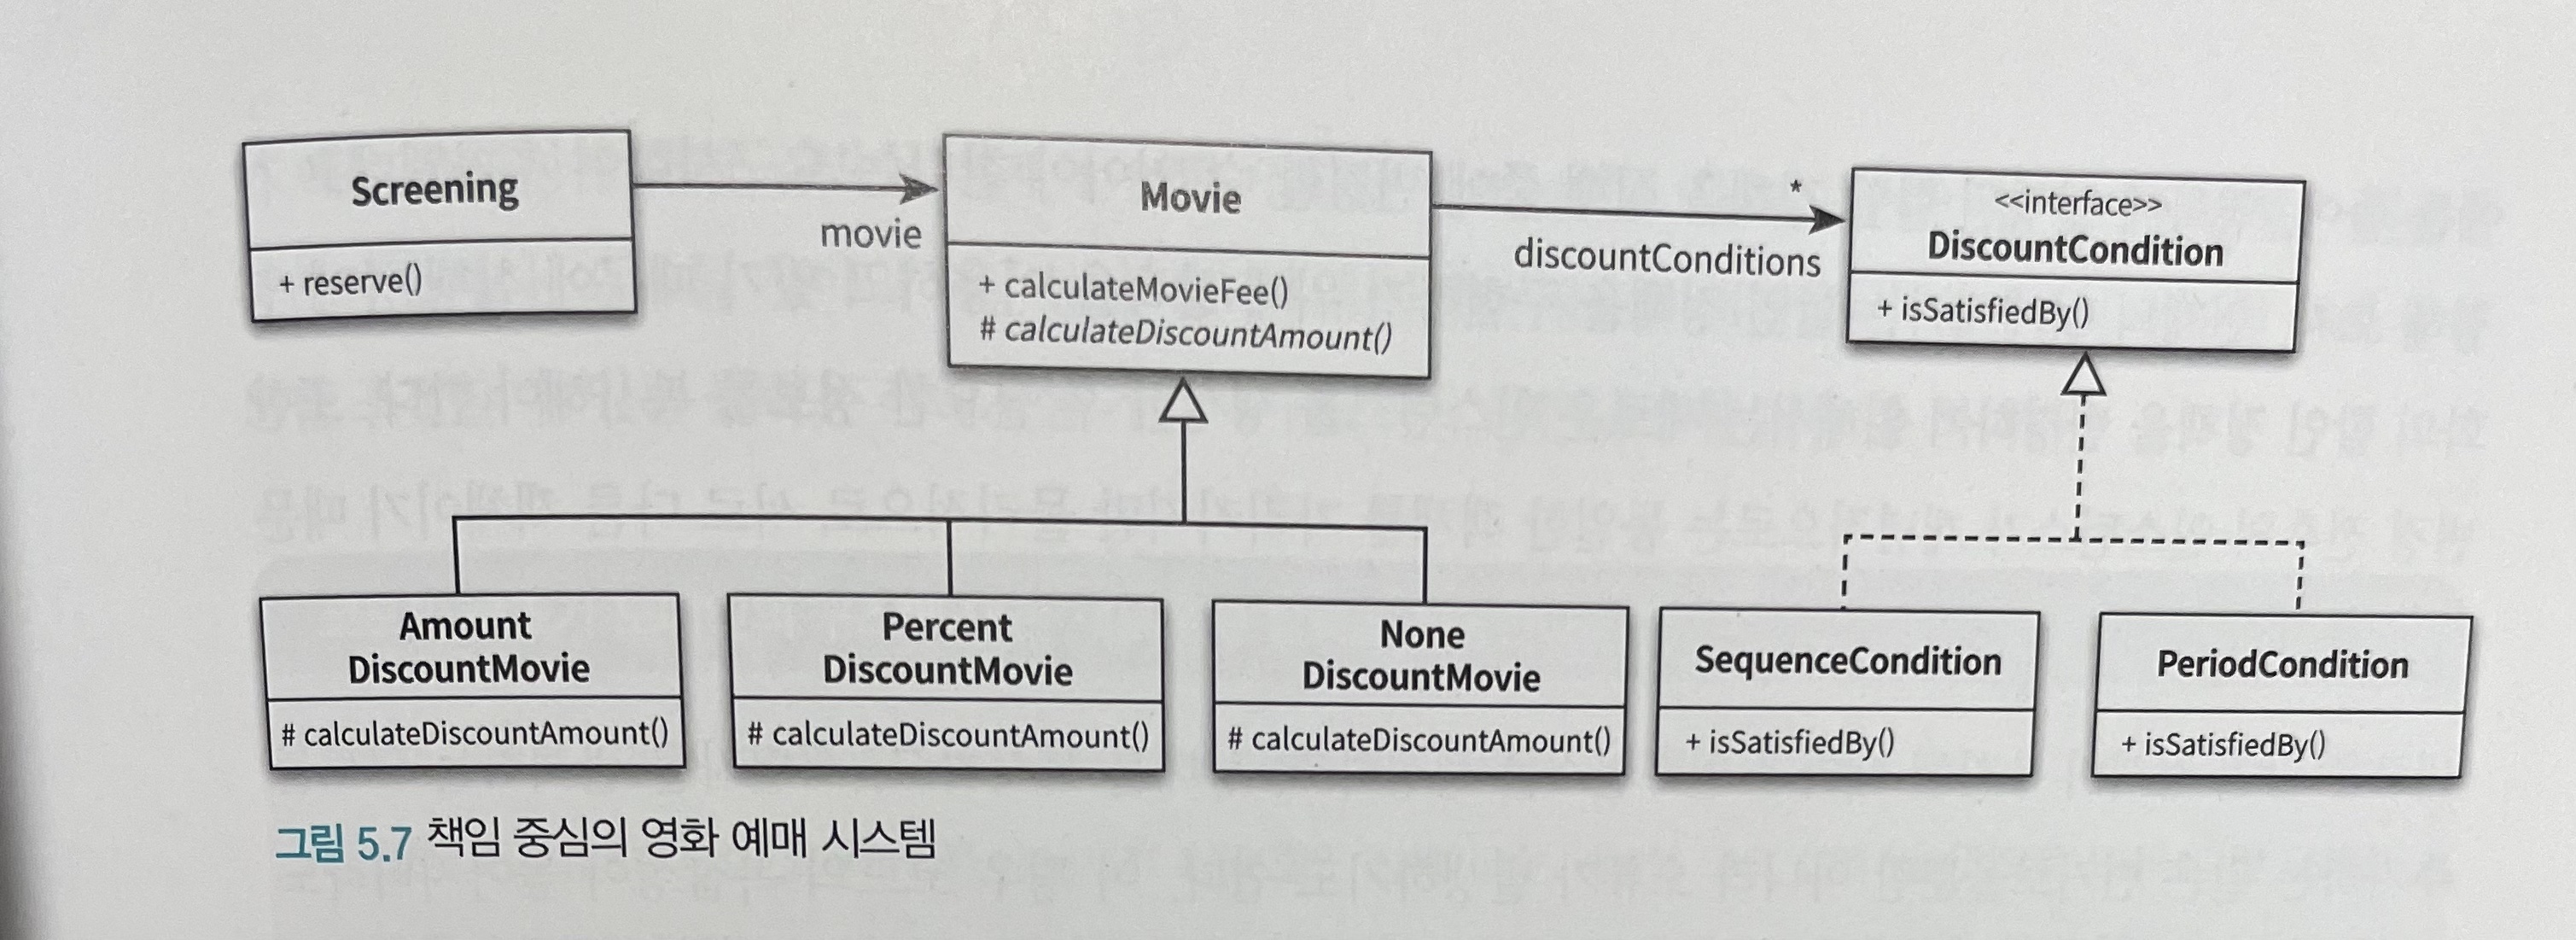 Screening
+ reserve()
movie
Movie
+ calculateMovieFee()
# calculateDiscountAmount()
*
discountConditions
<<interface>>
DiscountCondition
+ isSatisfiedBy()
Amount
DiscountMovie
# calculateDiscountAmount()
Percent
DiscountMovie
# calculateDiscountAmount()
None
DiscountMovie
# calculateDiscountAmount()
SequenceCondition
+ isSatisfiedBy()
PeriodCondition
+ isSatisfiedBy()
그림 5.7 책임 중심의 영화 예매 시스템